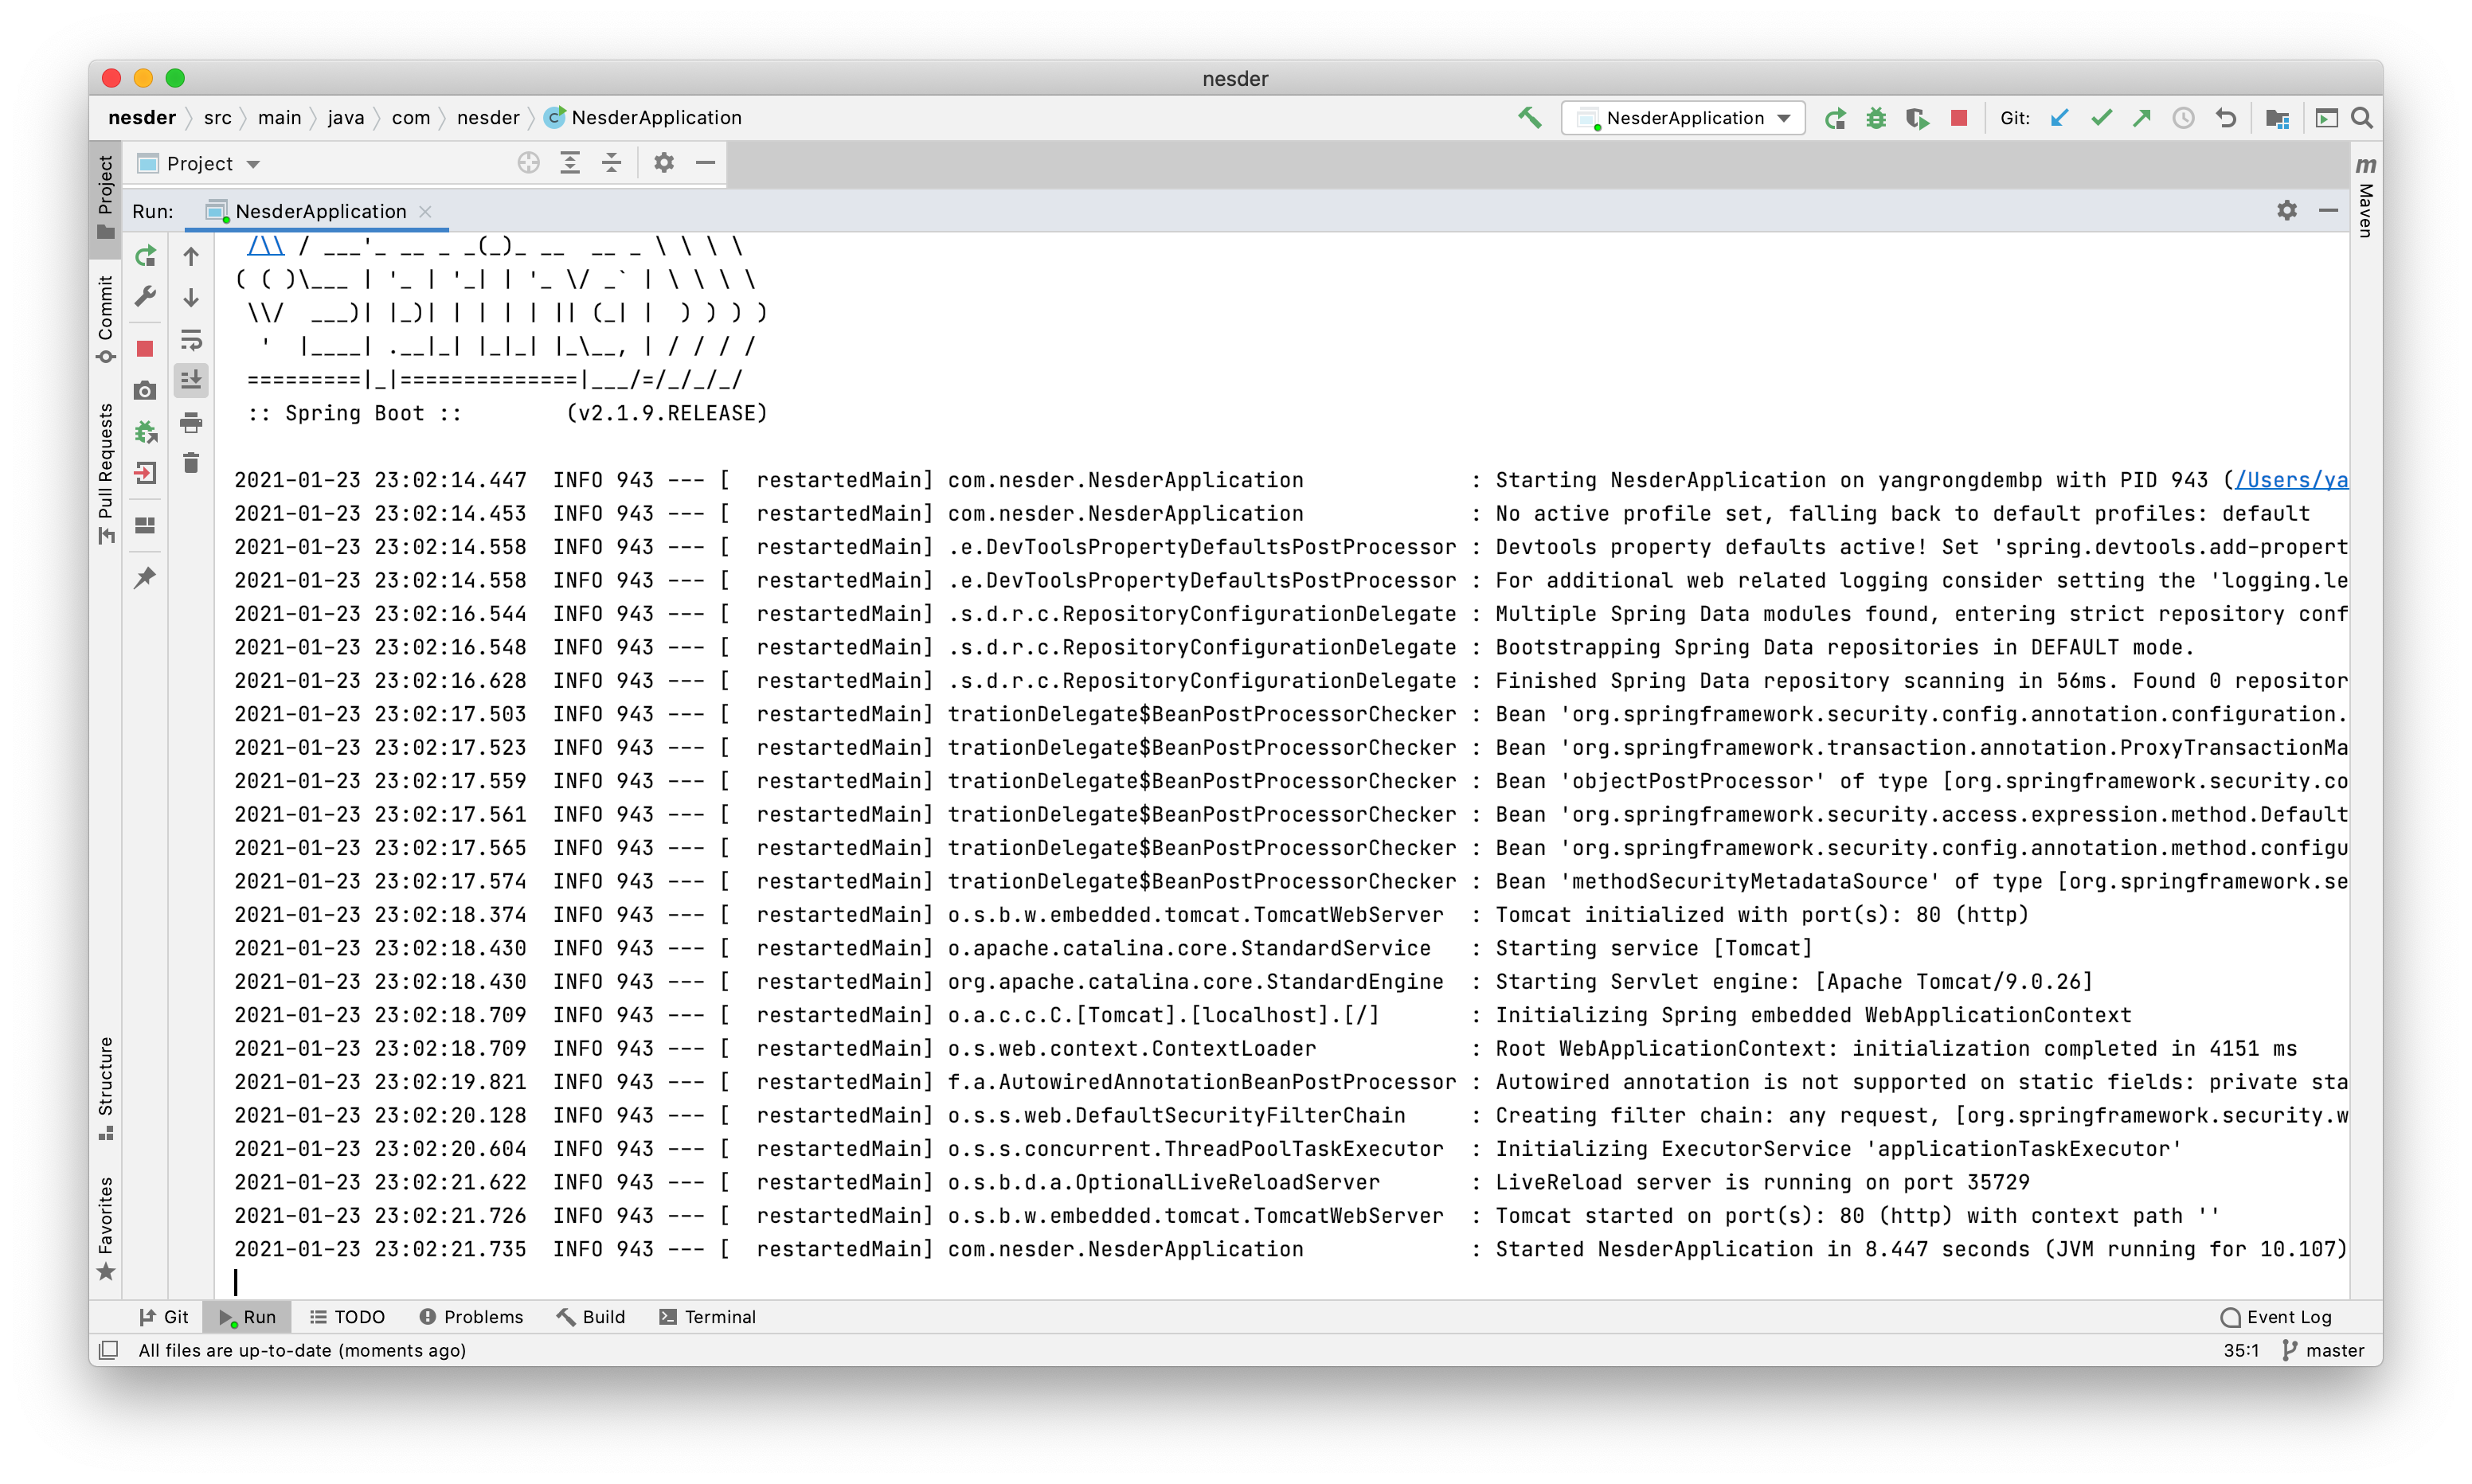 nesder
nesder src main java com nesder NesderApplication NesderApplication Git:
Project
Run: NesderApplication
/\\ / ___'_ __ _ _(_)_ __  __ _ \ \ \ \
( ( )\___ | '_ | '_| | '_ \/ _` | \ \ \ \
 \\/  ___)| |_)| | | | | || (_| |  ) ) ) )
  '  |____| .__|_| |_|_| |_\__, | / / / /
 =========|_|==============|___/=/_/_/_/
 :: Spring Boot ::        (v2.1.9.RELEASE)
2021-01-23 23:02:14.447  INFO 943 --- [  restartedMain] com.nesder.NesderApplication             : Starting NesderApplication on yangrongdembp with PID 943 (/Users/ya
2021-01-23 23:02:14.453  INFO 943 --- [  restartedMain] com.nesder.NesderApplication             : No active profile set, falling back to default profiles: default
2021-01-23 23:02:14.558  INFO 943 --- [  restartedMain] .e.DevToolsPropertyDefaultsPostProcessor : Devtools property defaults active! Set 'spring.devtools.add-propert
2021-01-23 23:02:14.558  INFO 943 --- [  restartedMain] .e.DevToolsPropertyDefaultsPostProcessor : For additional web related logging consider setting the 'logging.le
2021-01-23 23:02:16.544  INFO 943 --- [  restartedMain] .s.d.r.c.RepositoryConfigurationDelegate : Multiple Spring Data modules found, entering strict repository conf
2021-01-23 23:02:16.548  INFO 943 --- [  restartedMain] .s.d.r.c.RepositoryConfigurationDelegate : Bootstrapping Spring Data repositories in DEFAULT mode.
2021-01-23 23:02:16.628  INFO 943 --- [  restartedMain] .s.d.r.c.RepositoryConfigurationDelegate : Finished Spring Data repository scanning in 56ms. Found 0 repositor
2021-01-23 23:02:17.503  INFO 943 --- [  restartedMain] trationDelegate$BeanPostProcessorChecker : Bean 'org.springframework.security.config.annotation.configuration.
2021-01-23 23:02:17.523  INFO 943 --- [  restartedMain] trationDelegate$BeanPostProcessorChecker : Bean 'org.springframework.transaction.annotation.ProxyTransactionMa
2021-01-23 23:02:17.559  INFO 943 --- [  restartedMain] trationDelegate$BeanPostProcessorChecker : Bean 'objectPostProcessor' of type [org.springframework.security.co
2021-01-23 23:02:17.561  INFO 943 --- [  restartedMain] trationDelegate$BeanPostProcessorChecker : Bean 'org.springframework.security.access.expression.method.Default
2021-01-23 23:02:17.565  INFO 943 --- [  restartedMain] trationDelegate$BeanPostProcessorChecker : Bean 'org.springframework.security.config.annotation.method.configu
2021-01-23 23:02:17.574  INFO 943 --- [  restartedMain] trationDelegate$BeanPostProcessorChecker : Bean 'methodSecurityMetadataSource' of type [org.springframework.se
2021-01-23 23:02:18.374  INFO 943 --- [  restartedMain] o.s.b.w.embedded.tomcat.TomcatWebServer  : Tomcat initialized with port(s): 80 (http)
2021-01-23 23:02:18.430  INFO 943 --- [  restartedMain] o.apache.catalina.core.StandardService   : Starting service [Tomcat]
2021-01-23 23:02:18.430  INFO 943 --- [  restartedMain] org.apache.catalina.core.StandardEngine  : Starting Servlet engine: [Apache Tomcat/9.0.26]
2021-01-23 23:02:18.709  INFO 943 --- [  restartedMain] o.a.c.c.C.[Tomcat].[localhost].[/]       : Initializing Spring embedded WebApplicationContext
2021-01-23 23:02:18.709  INFO 943 --- [  restartedMain] o.s.web.context.ContextLoader            : Root WebApplicationContext: initialization completed in 4151 ms
2021-01-23 23:02:19.821  INFO 943 --- [  restartedMain] f.a.AutowiredAnnotationBeanPostProcessor : Autowired annotation is not supported on static fields: private sta
2021-01-23 23:02:20.128  INFO 943 --- [  restartedMain] o.s.s.web.DefaultSecurityFilterChain     : Creating filter chain: any request, [org.springframework.security.w
2021-01-23 23:02:20.604  INFO 943 --- [  restartedMain] o.s.s.concurrent.ThreadPoolTaskExecutor  : Initializing ExecutorService 'applicationTaskExecutor'
2021-01-23 23:02:21.622  INFO 943 --- [  restartedMain] o.s.b.d.a.OptionalLiveReloadServer       : LiveReload server is running on port 35729
2021-01-23 23:02:21.726  INFO 943 --- [  restartedMain] o.s.b.w.embedded.tomcat.TomcatWebServer  : Tomcat started on port(s): 80 (http) with context path ''
2021-01-23 23:02:21.735  INFO 943 --- [  restartedMain] com.nesder.NesderApplication             : Started NesderApplication in 8.447 seconds (JVM running for 10.107)
Project
Commit
Pull Requests
Structure
Favorites
m Maven
Git Run TODO Problems Build Terminal Event Log
All files are up-to-date (moments ago) 35:1 master